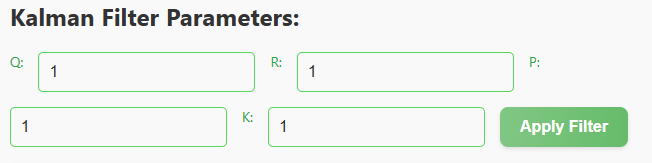 Kalman Filter Parameters:
Q: 1 R: 1 P:
1 K: 1 Apply Filter